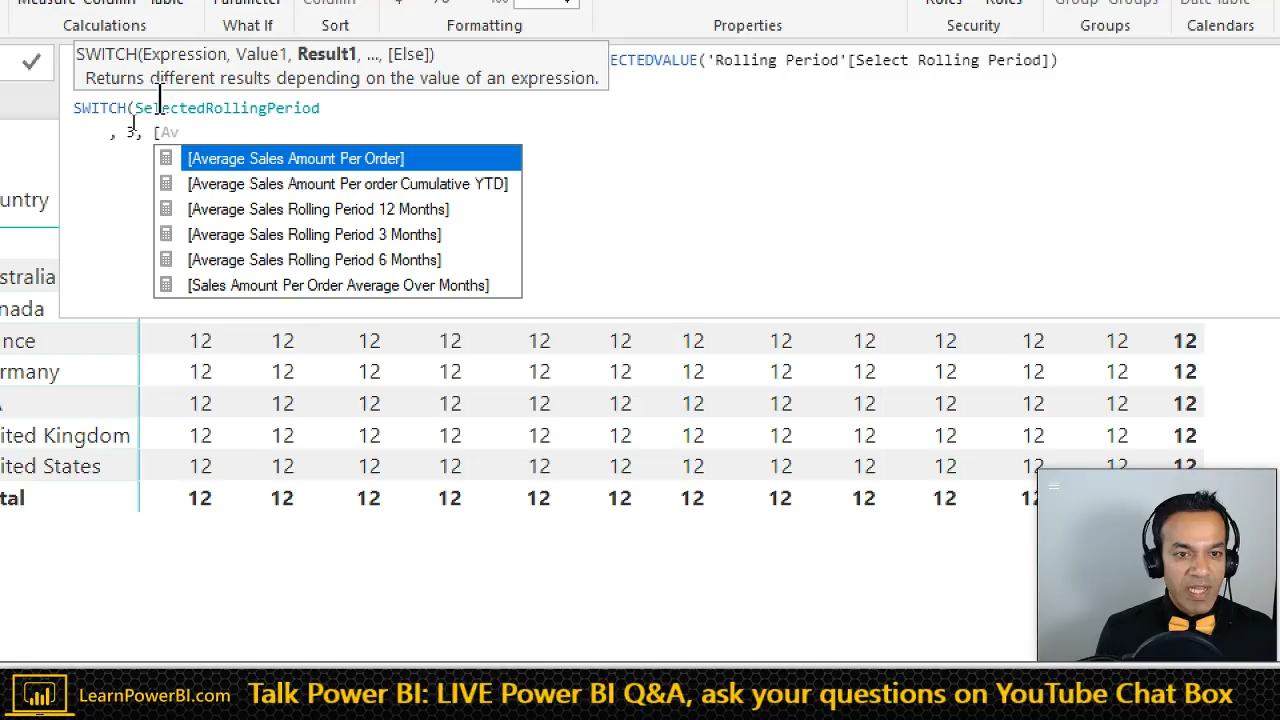 Measure Column Table Parameter Column
Calculations What If Sort Formatting Properties Security Groups Calendars
SWITCH(Expression, Value1, Result1, ..., [Else])
ECTEDVALUE('Rolling Period'[Select Rolling Period])
Returns different results depending on the value of an expression.
SWITCH(SelectedRollingPeriod
, 3, [Av
[Average Sales Amount Per Order]
[Average Sales Amount Per order Cumulative YTD]
[Average Sales Rolling Period 12 Months]
[Average Sales Rolling Period 3 Months]
[Average Sales Rolling Period 6 Months]
[Sales Amount Per Order Average Over Months]
untry
stralia
nada
nce 12 12 12 12 12 12 12 12 12 12 12 12
rmany 12 12 12 12 12 12 12 12 12 12 12 12
A 12 12 12 12 12 12 12 12 12 12 12 12
ited Kingdom 12 12 12 12 12 12 12 12 12 12 12 12
ited States 12 12 12 12 12 12 12 12 12 12 12 12
tal 12 12 12 12 12 12 12 12 12 12
LearnPowerBI.com Talk Power BI: LIVE Power BI Q&A, ask your questions on YouTube Chat Box